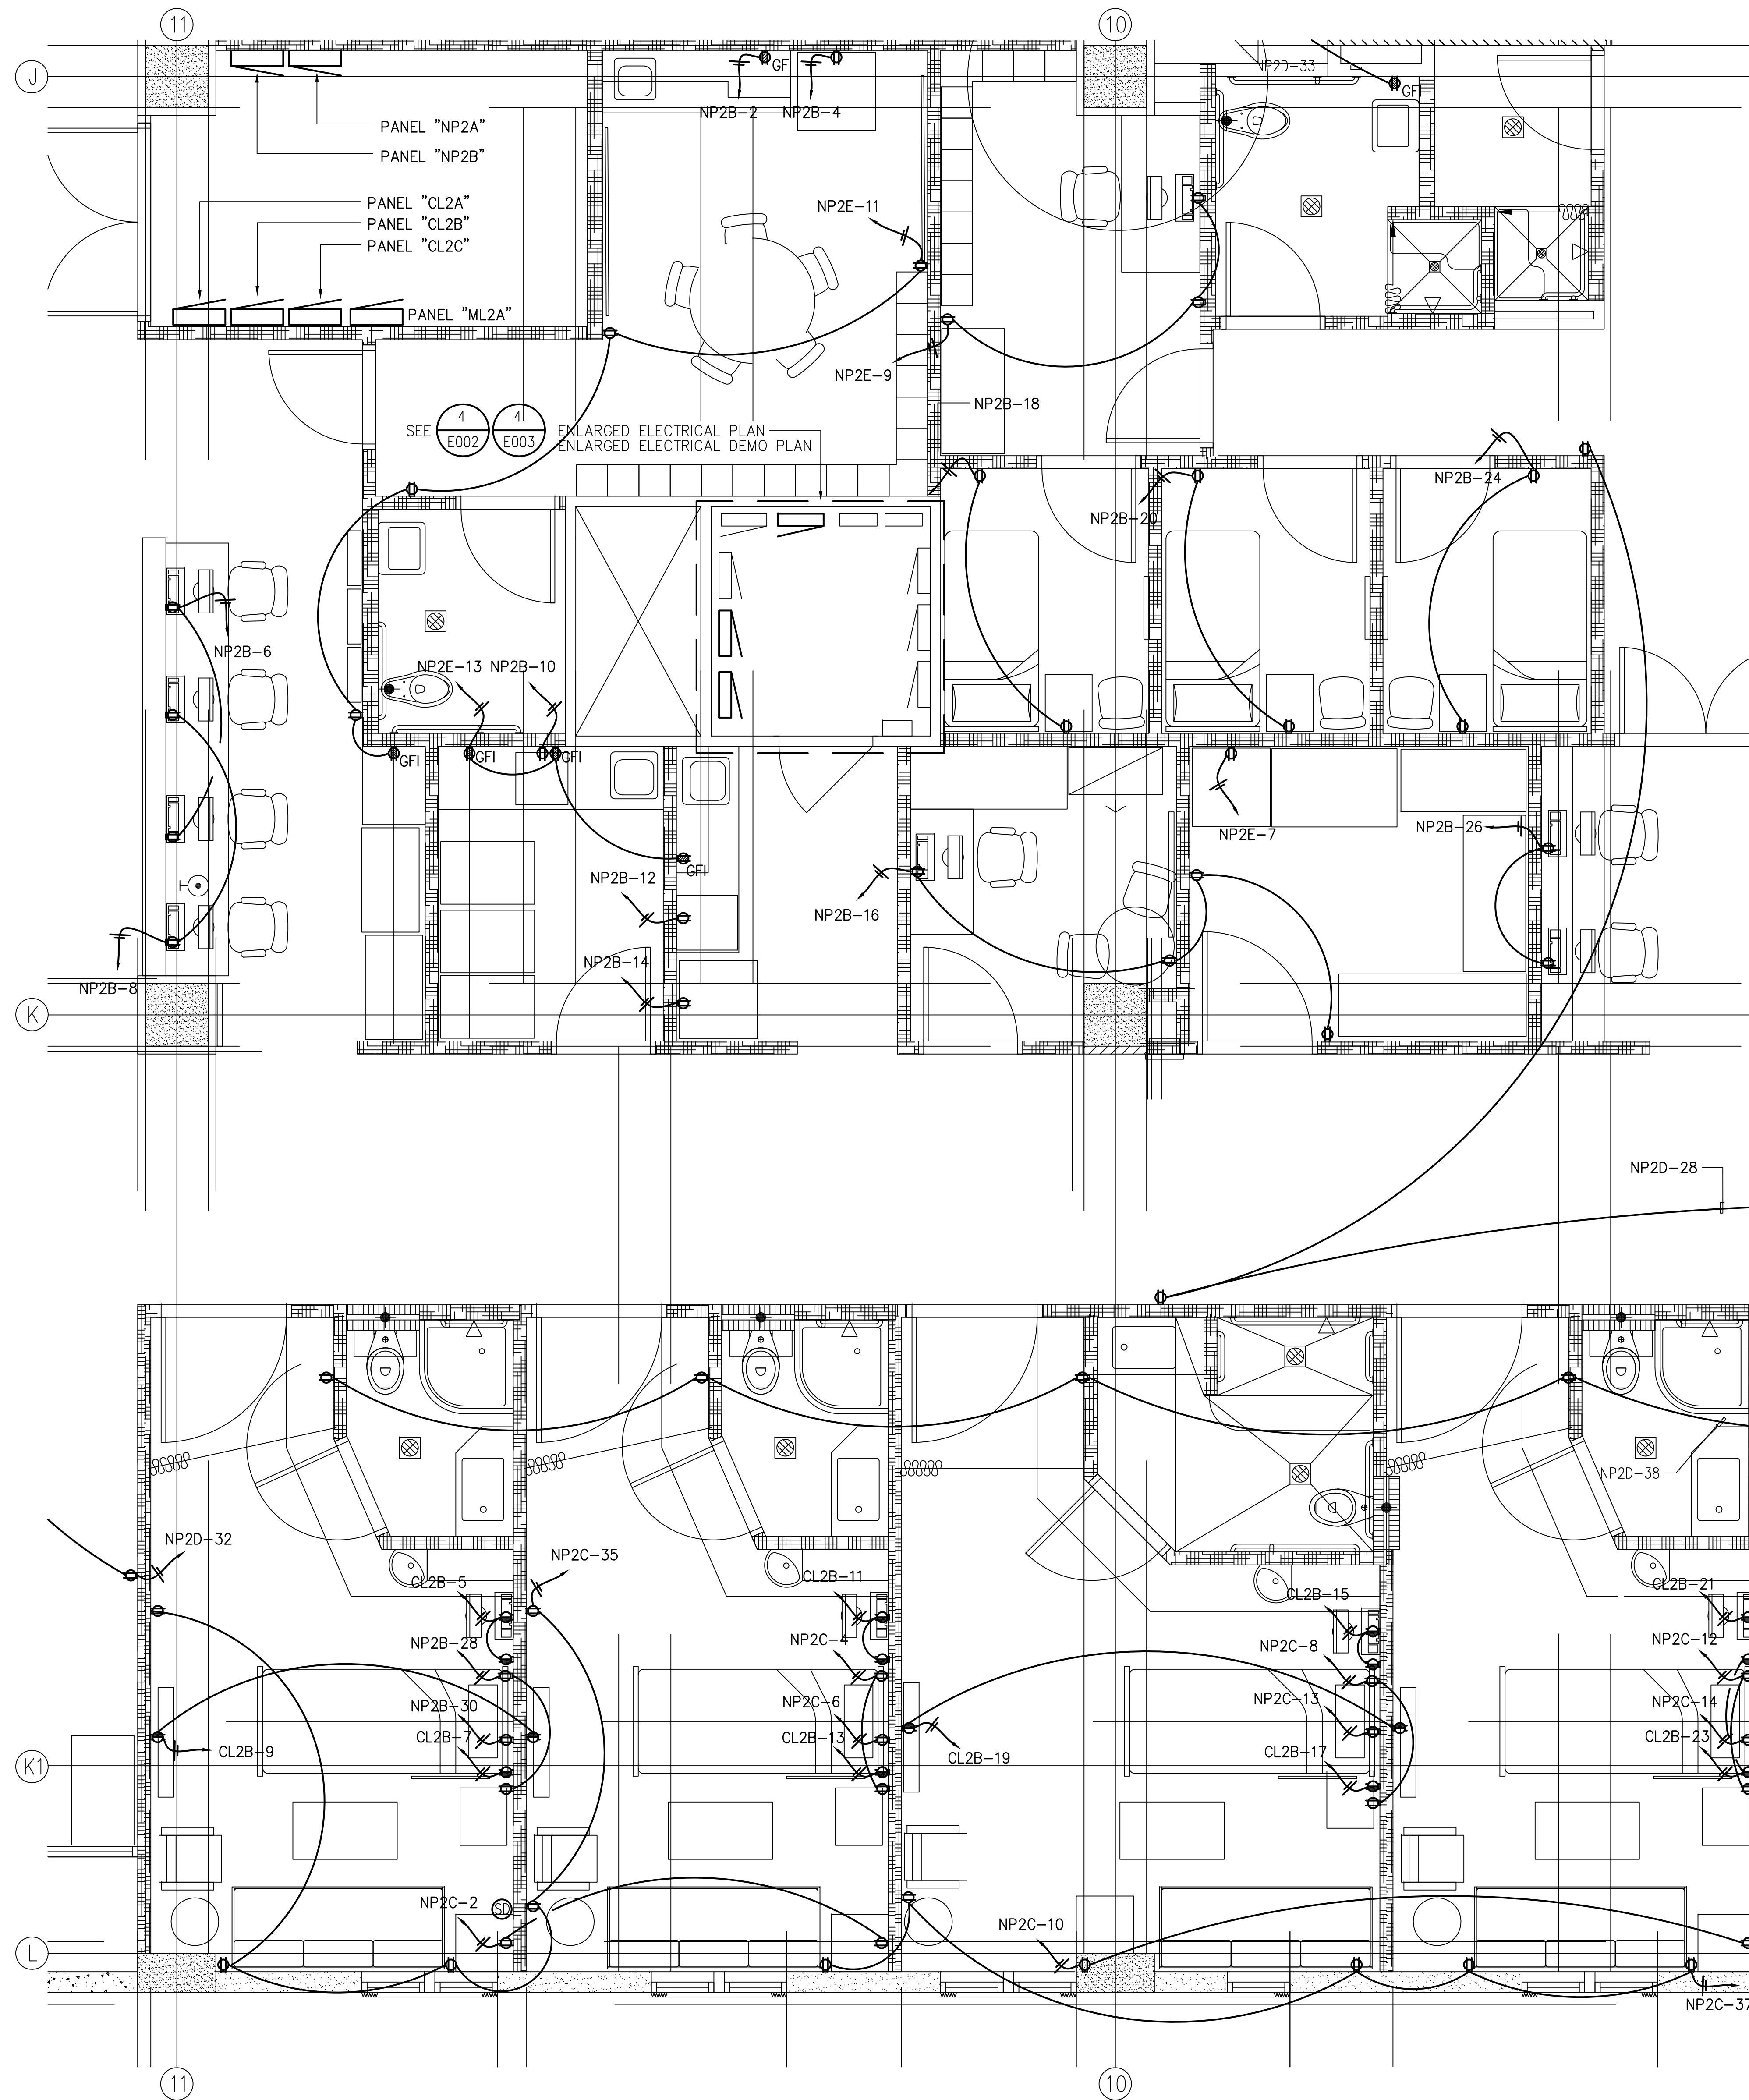 11
10
J
NP2D-33
GFI
GFI
NP2B-2
NP2B-4
PANEL "NP2A"
PANEL "NP2B"
PANEL "CL2A"
PANEL "CL2B"
PANEL "CL2C"
PANEL "ML2A"
NP2E-11
NP2E-9
NP2B-18
SEE
4
E002
4
E003
ENLARGED ELECTRICAL PLAN
ENLARGED ELECTRICAL DEMO PLAN
NP2B-24
NP2B-20
NP2B-6
NP2E-13
NP2B-10
GFI
GFI
GFI
NP2E-7
NP2B-26
GFI
NP2B-12
NP2B-16
NP2B-14
NP2B-8
K
NP2D-28
NP2D-38
NP2D-32
NP2C-35
CL2B-5
CL2B-11
CL2B-15
CL2B-21
NP2B-28
NP2C-4
NP2C-8
NP2C-12
NP2B-30
NP2C-6
NP2C-13
NP2C-14
CL2B-7
CL2B-13
CL2B-9
CL2B-19
CL2B-17
CL2B-23
K1
NP2C-2
SD
NP2C-10
L
NP2C-37
11
10